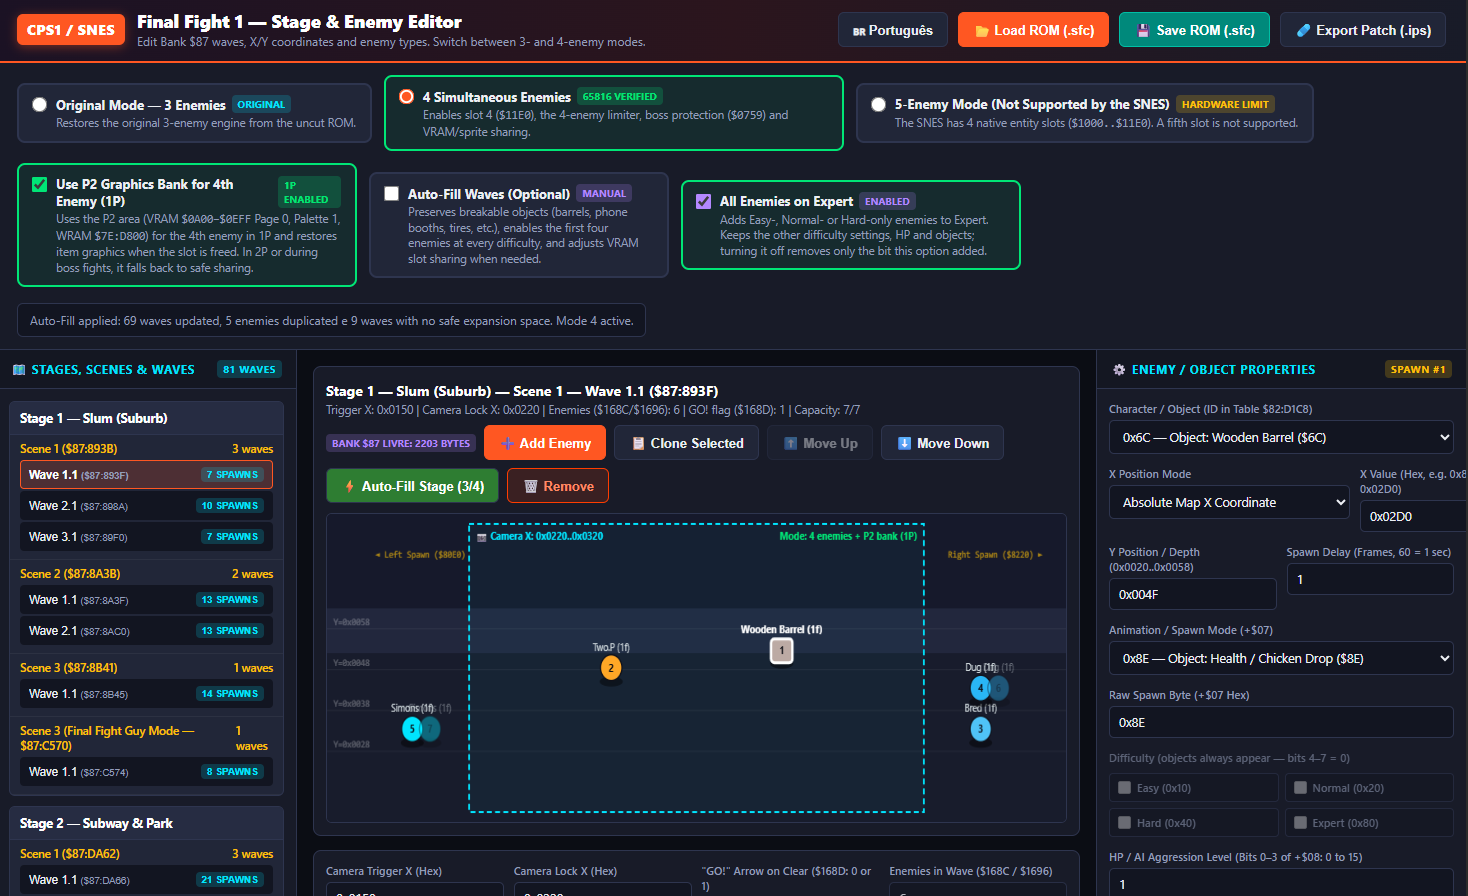 CPS1 / SNES
Final Fight 1 — Stage & Enemy Editor
Edit Bank $87 waves, X/Y coordinates and enemy types. Switch between 3- and 4-enemy modes.
BR Português
Load ROM (.sfc)
Save ROM (.sfc)
Export Patch (.ips)
Original Mode — 3 Enemies ORIGINAL
Restores the original 3-enemy engine from the uncut ROM.
4 Simultaneous Enemies 65816 VERIFIED
Enables slot 4 ($11E0), the 4-enemy limiter, boss protection ($0759) and
VRAM/sprite sharing.
5-Enemy Mode (Not Supported by the SNES) HARDWARE LIMIT
The SNES has 4 native entity slots ($1000..$11E0). A fifth slot is not supported.
Use P2 Graphics Bank for 4th
Enemy (1P)
1P
ENABLED
Uses the P2 area (VRAM $0A00–$0EFF Page 0, Palette 1,
WRAM $7E:D800) for the 4th enemy in 1P and restores
item graphics when the slot is freed. In 2P or during
boss fights, it falls back to safe sharing.
Auto-Fill Waves (Optional) MANUAL
Preserves breakable objects (barrels, phone
booths, tires, etc.), enables the first four
enemies at every difficulty, and adjusts VRAM
slot sharing when needed.
All Enemies on Expert ENABLED
Adds Easy-, Normal- or Hard-only enemies to Expert.
Keeps the other difficulty settings, HP and objects;
turning it off removes only the bit this option added.
Auto-Fill applied: 69 waves updated, 5 enemies duplicated e 9 waves with no safe expansion space. Mode 4 active.
STAGES, SCENES & WAVES
81 WAVES
Stage 1 — Slum (Suburb)
Scene 1 ($87:893B) 3 waves
Wave 1.1 ($87:893F) 7 SPAWNS
Wave 2.1 ($87:898A) 10 SPAWNS
Wave 3.1 ($87:89F0) 7 SPAWNS
Scene 2 ($87:8A3B) 2 waves
Wave 1.1 ($87:8A3F) 13 SPAWNS
Wave 2.1 ($87:8AC0) 13 SPAWNS
Scene 3 ($87:8B41) 1 waves
Wave 1.1 ($87:8B45) 14 SPAWNS
Scene 3 (Final Fight Guy Mode —
$87:C570)
1
waves
Wave 1.1 ($87:C574) 8 SPAWNS
Stage 2 — Subway & Park
Scene 1 ($87:DA62) 3 waves
Wave 1.1 ($87:DA66) 21 SPAWNS
Stage 1 — Slum (Suburb) — Scene 1 — Wave 1.1 ($87:893F)
Trigger X: 0x0150 | Camera Lock X: 0x0220 | Enemies ($168C/$1696): 6 | GO! flag ($168D): 1 | Capacity: 7/7
BANK $87 LIVRE: 2203 BYTES
Add Enemy
Clone Selected
Move Up
Move Down
Auto-Fill Stage (3/4)
Remove
Camera X: 0x0220..0x0320
Mode: 4 enemies + P2 bank (1P)
◄ Left Spawn ($80E0)
Right Spawn ($8220) ►
Y=0x0058
Wooden Barrel (1f)
1
Two.P (1f)
2
Y=0x0048
Dug (1f)
4
6
Y=0x0038
Simons (1f)
5
7
Bred (1f)
3
Y=0x0028
Camera Trigger X (Hex)
Camera Lock X (Hex)
"GO!" Arrow on Clear ($168D: 0 or
1)
Enemies in Wave ($168C / $1696)
ENEMY / OBJECT PROPERTIES
SPAWN #1
Character / Object (ID in Table $82:D1C8)
0x6C — Object: Wooden Barrel ($6C)
X Position Mode
Absolute Map X Coordinate
X Value (Hex, e.g. 0x8
0x02D0)
0x02D0
Y Position / Depth
(0x0020..0x0058)
0x004F
Spawn Delay (Frames, 60 = 1 sec)
1
Animation / Spawn Mode (+$07)
0x8E — Object: Health / Chicken Drop ($8E)
Raw Spawn Byte (+$07 Hex)
0x8E
Difficulty (objects always appear — bits 4–7 = 0)
Easy (0x10)
Normal (0x20)
Hard (0x40)
Expert (0x80)
HP / AI Aggression Level (Bits 0–3 of +$08: 0 to 15)
1